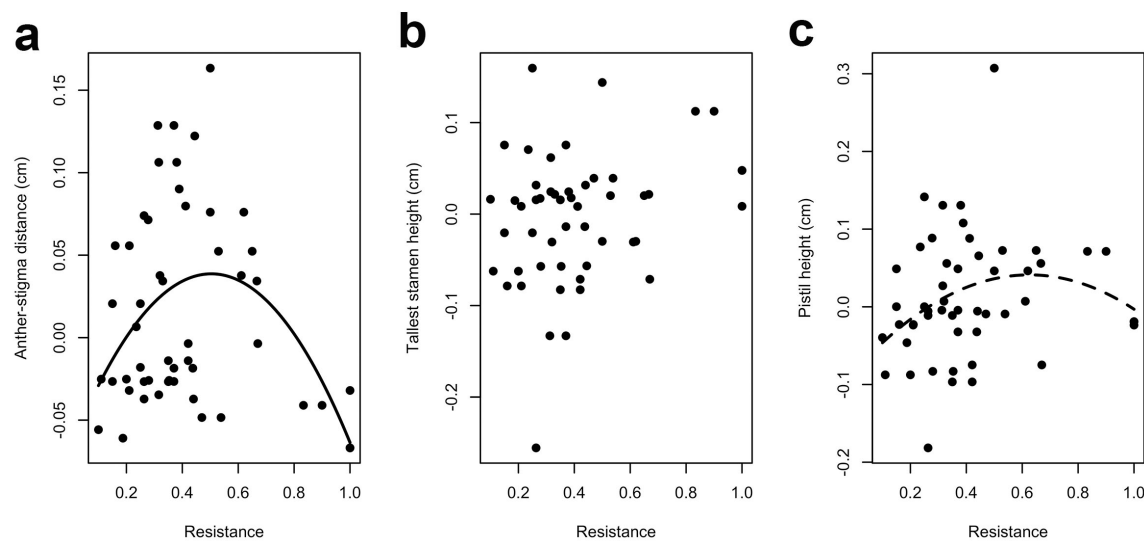 a
Anther-stigma distance (cm)
0.15
0.10
0.05
0.00
-0.05
0.2 0.4 0.6 0.8 1.0
Resistance
b
Tallest stamen height (cm)
0.1
0.0
-0.1
-0.2
0.2 0.4 0.6 0.8 1.0
Resistance
c
Pistil height (cm)
0.3
0.2
0.1
0.0
-0.1
-0.2
0.2 0.4 0.6 0.8 1.0
Resistance